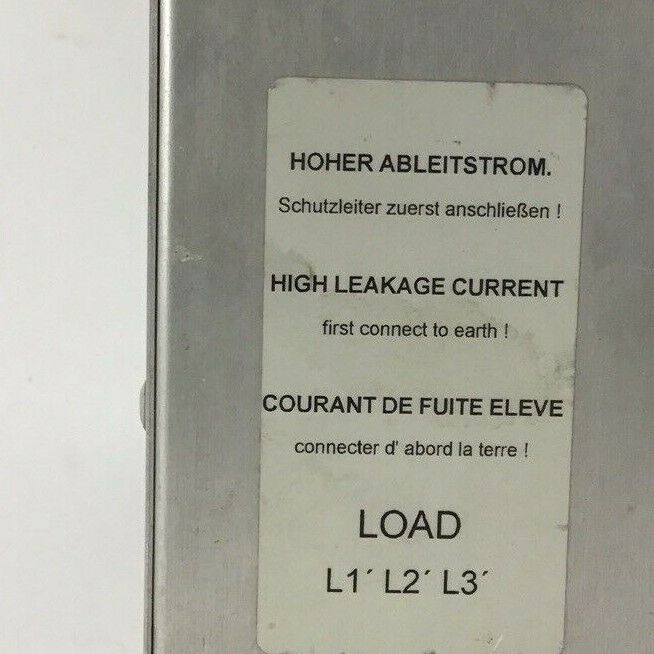 HOHER ABLEITSTROM.
Schutzleiter zuerst anschließen !
HIGH LEAKAGE CURRENT
first connect to earth !
COURANT DE FUITE ELEVE
connecter d' abord la terre !
LOAD
L1´ L2´ L3´